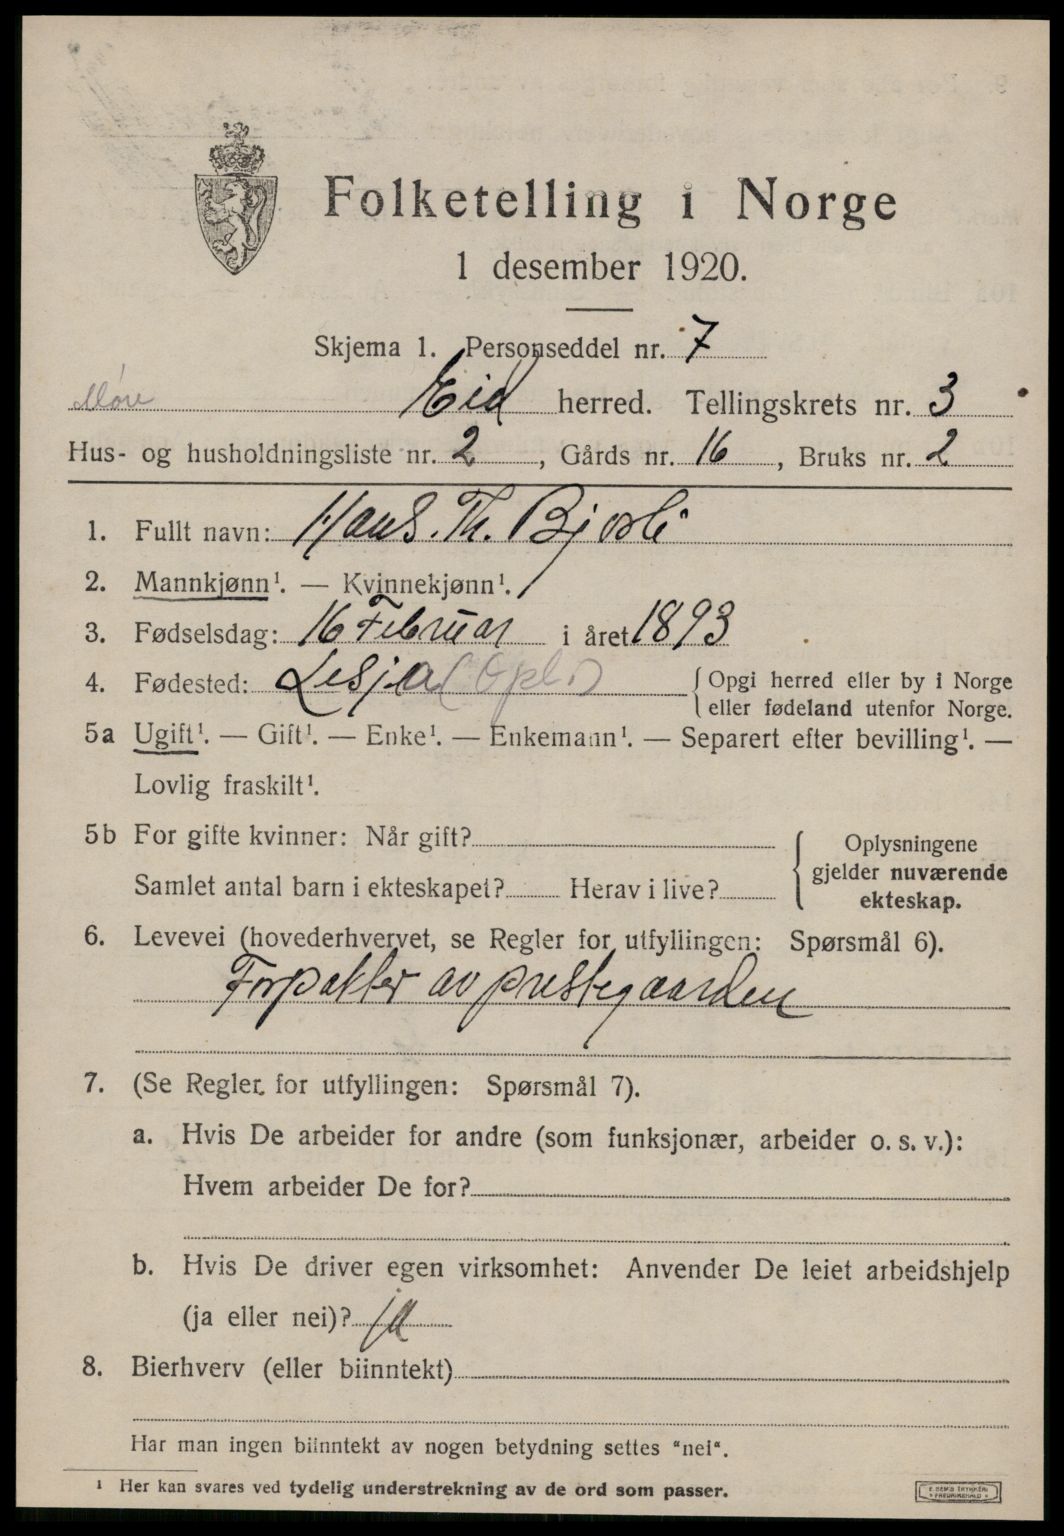 Folketelling i Norge
1 desember 1920.
Skjema 1. Personseddel nr. 7
Møre Eid herred. Tellingskrets nr. 3
Hus- og husholdningsliste nr. 2, Gårds nr. 16, Bruks nr. 2
1. Fullt navn: Hans. Th. Bjorli
2. Mannkjønn¹. — Kvinnekjønn¹.
3. Fødselsdag: 16 Februar i året 1893
4. Fødested: Lesja (Opl.) { Opgi herred eller by i Norge
eller fødeland utenfor Norge.
5a Ugift¹. — Gift¹. — Enke¹. — Enkemann¹. — Separert efter bevilling¹. —
Lovlig fraskilt¹.
5b For gifte kvinner: Når gift?
Samlet antal barn i ekteskapet? Herav i live?
{ Oplysningene
gjelder nuværende
ekteskap.
6. Levevei (hovederhvervet, se Regler for utfyllingen: Spørsmål 6).
Forpakter av prestegaarden
7. (Se Regler for utfyllingen: Spørsmål 7).
a. Hvis De arbeider for andre (som funksjonær, arbeider o. s. v.):
Hvem arbeider De for?
b. Hvis De driver egen virksomhet: Anvender De leiet arbeidshjelp
(ja eller nei)? ja
8. Bierhverv (eller biinntekt)
Har man ingen biinntekt av nogen betydning settes "nei".
¹ Her kan svares ved tydelig understrekning av de ord som passer.